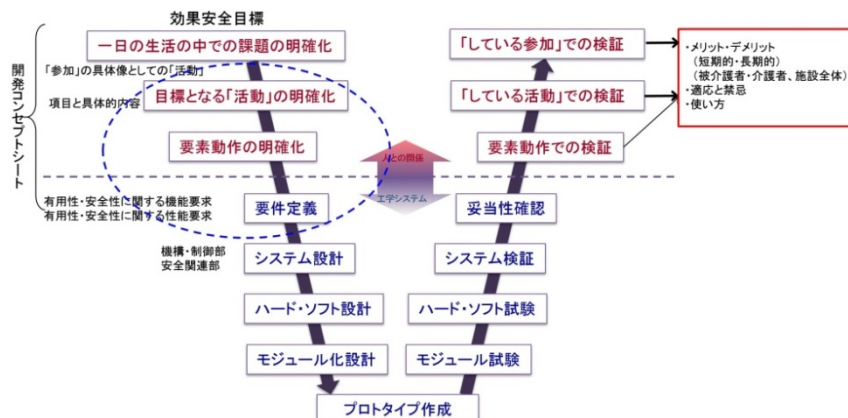 効果安全目標
一日の生活の中での課題の明確化
「参加」の具体像としての「活動」
目標となる「活動」の明確化
項目と具体的内容
要素動作の明確化
開発コンセプトシート
有用性・安全性に関する機能要求
有用性・安全性に関する性能要求
要件定義
機構・制御部
安全関連部
システム設計
ハード・ソフト設計
モジュール化設計
プロトタイプ作成
人との関係
工学システム
「している参加」での検証
「している活動」での検証
要素動作での検証
妥当性確認
システム検証
ハード・ソフト試験
モジュール試験
・メリット・デメリット
（短期的・長期的）
（被介護者・介護者、施設全体）
・適応と禁忌
・使い方